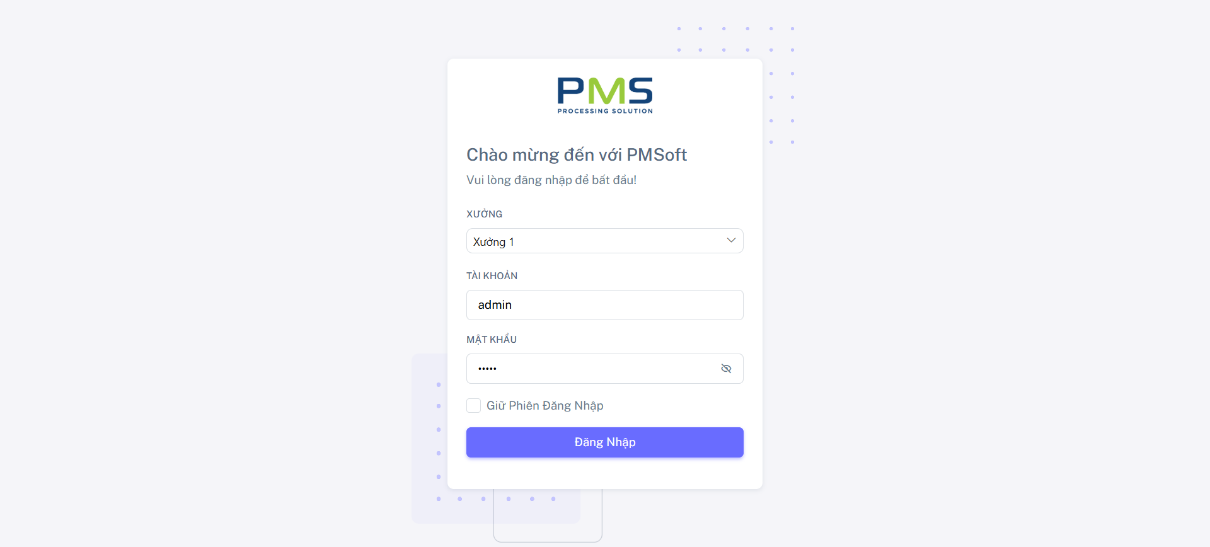 PMS
PROCESSING SOLUTION
Chào mừng đến với PMSoft
Vui lòng đăng nhập để bắt đầu!
XƯỞNG
Xưởng 1
TÀI KHOẢN
admin
MẬT KHẨU
•••••
Giữ Phiên Đăng Nhập
Đăng Nhập